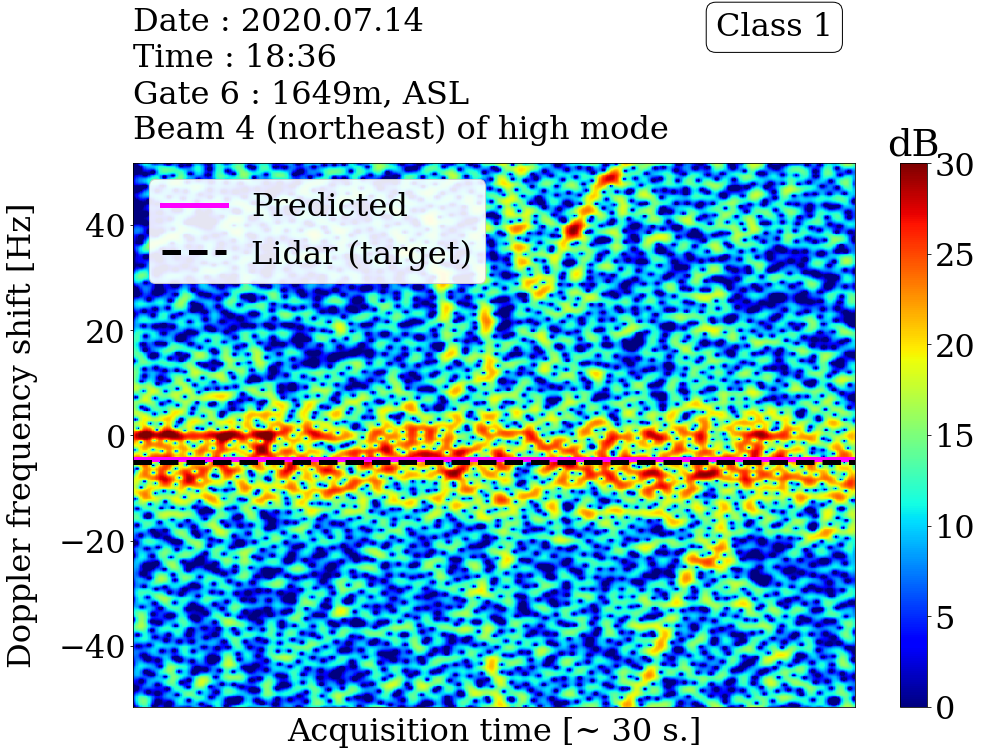 Date : 2020.07.14
Time : 18:36
Gate 6 : 1649m, ASL
Beam 4 (northeast) of high mode
Class 1
dB
Predicted
Lidar (target)
Doppler frequency shift [Hz]
40
20
0
−20
−40
30
25
20
15
10
5
0
Acquisition time [~ 30 s.]